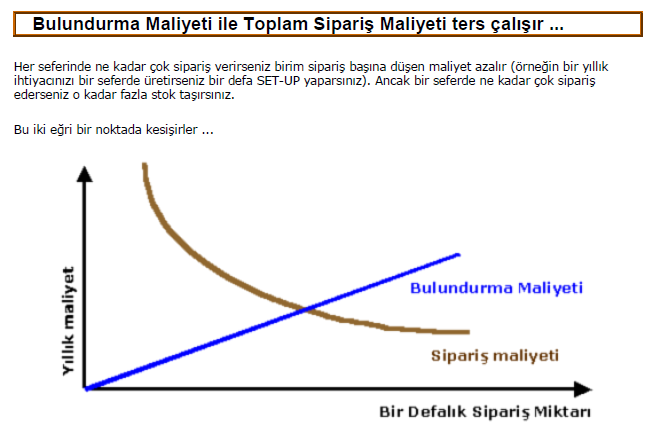 Bulundurma Maliyeti ile Toplam Sipariş Maliyeti ters çalışır ...
Her seferinde ne kadar çok sipariş verirseniz birim sipariş başına düşen maliyet azalır (örneğin bir yıllık
ihtiyacınızı bir seferde üretirseniz bir defa SET-UP yaparsınız). Ancak bir seferde ne kadar çok sipariş
ederseniz o kadar fazla stok taşırsınız.
Bu iki eğri bir noktada kesişirler ...
Yıllık maliyet
Bulundurma Maliyeti
Sipariş maliyeti
Bir Defalık Sipariş Miktarı